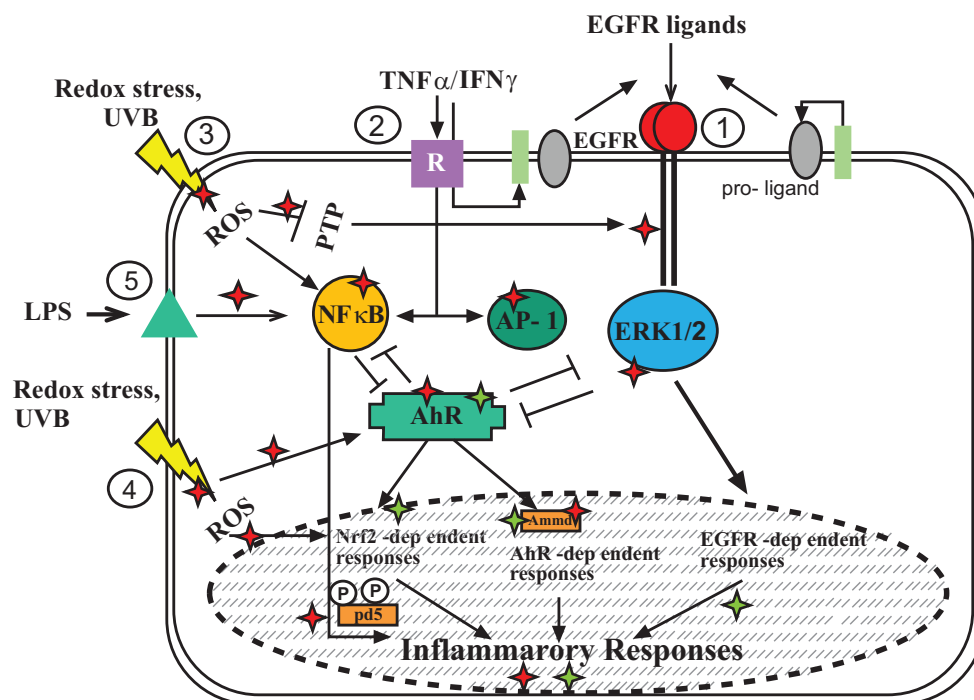 EGFR ligands
TNFα/IFNγ
Redox stress,
UVB
3
2
1
R
EGFR
pro- ligand
ROS
PTP
5
LPS
NFκB
AP- 1
ERK1/2
Redox stress,
UVB
AhR
4
ROS
Ammd
Nrf2 -dep endent
responses
AhR -dep endent
responses
EGFR -dep endent
responses
P P
pd5
Inflammarory Responses